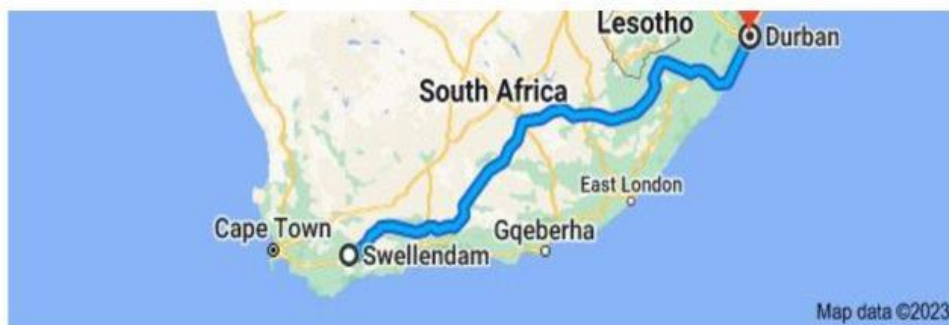 Lesotho
Durban
South Africa
East London
Cape Town
Gqeberha
Swellendam
Map data ©2023